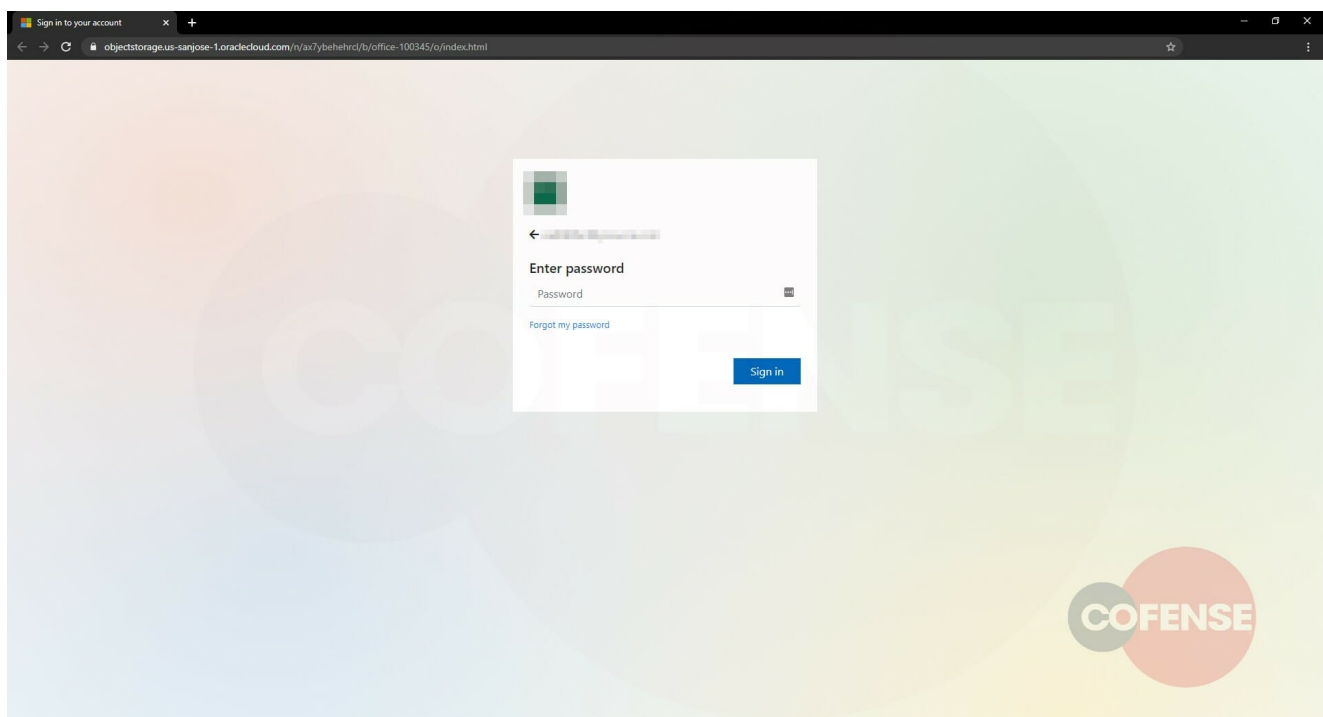 Sign in to your account
objectstorage.us-sanjose-1.oraclecloud.com/n/ax7ybehehrcl/b/office-100345/o/index.html
Enter password
Password
Forgot my password
Sign in
COFENSE
COFENSE